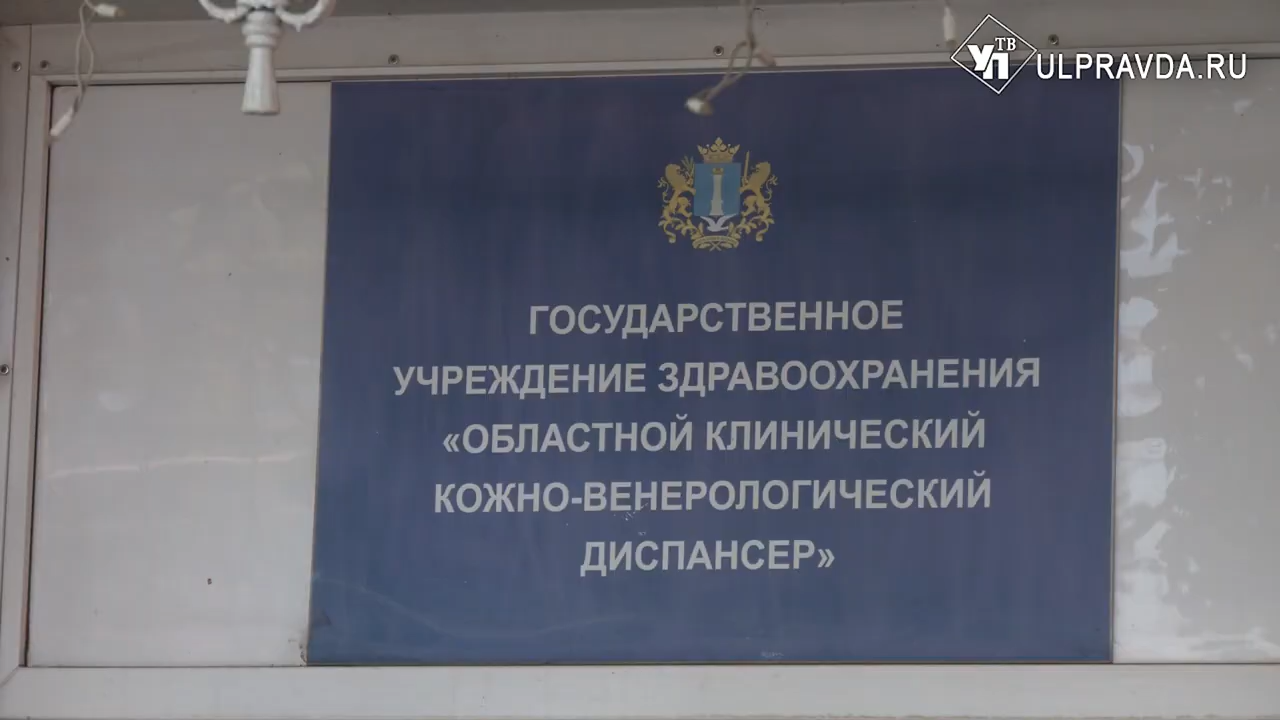 УП ТВ ULPRAVDA.RU
ГОСУДАРСТВЕННОЕ
УЧРЕЖДЕНИЕ ЗДРАВООХРАНЕНИЯ
«ОБЛАСТНОЙ КЛИНИЧЕСКИЙ
КОЖНО-ВЕНЕРОЛОГИЧЕСКИЙ
ДИСПАНСЕР»